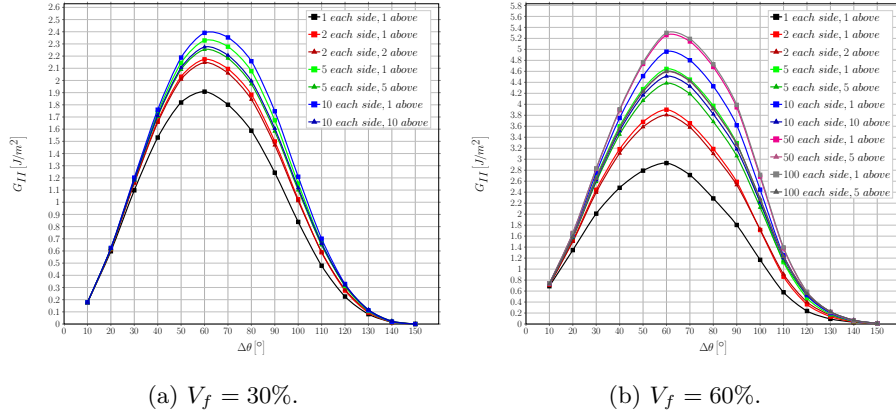 2.6
2.5
2.4
2.3
2.2
2.1
2
1.9
1.8
1.7
1.6
1.5
1.4
1.3
1.2
1.1
1
0.9
0.8
0.7
0.6
0.5
0.4
0.3
0.2
0.1
0
G_{II} [J/m²]
10 20 30 40 50 60 70 80 90 100 110 120 130 140 150
Δθ [°]
1 each side, 1 above
2 each side, 1 above
2 each side, 2 above
5 each side, 1 above
5 each side, 5 above
10 each side, 1 above
10 each side, 10 above
(a) V_f = 30%.
5.8
5.6
5.4
5.2
5
4.8
4.6
4.4
4.2
4
3.8
3.6
3.4
3.2
3
2.8
2.6
2.4
2.2
2
1.8
1.6
1.4
1.2
1
0.8
0.6
0.4
0.2
0
G_{II} [J/m²]
10 20 30 40 50 60 70 80 90 100 110 120 130 140 150
Δθ [°]
1 each side, 1 above
2 each side, 1 above
2 each side, 2 above
5 each side, 1 above
5 each side, 5 above
10 each side, 1 above
10 each side, 10 above
50 each side, 1 above
50 each side, 5 above
100 each side, 1 above
100 each side, 5 above
(b) V_f = 60%.